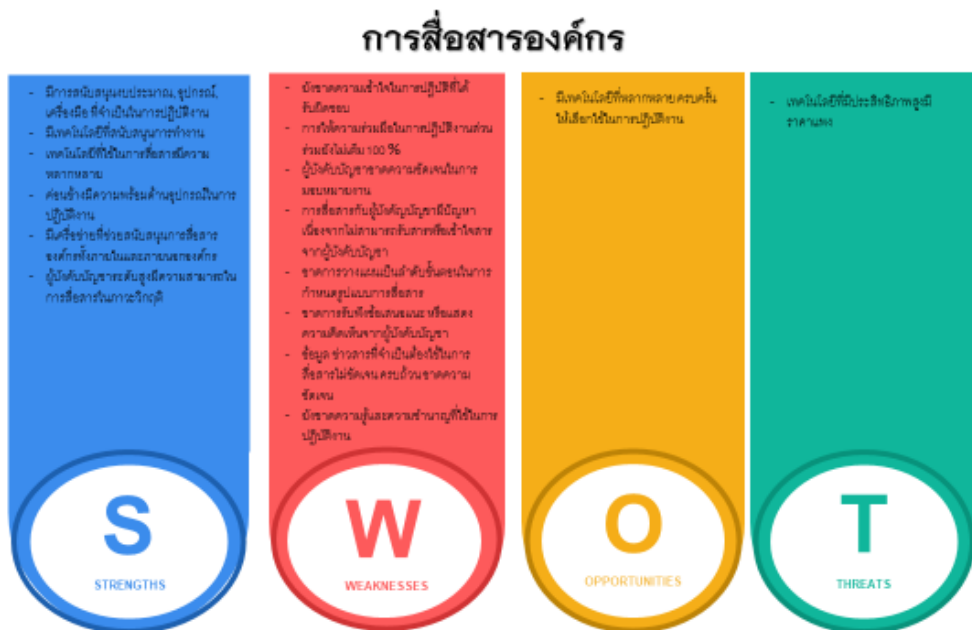 การสื่อสารองค์กร
- มีการสนับสนุนงบประมาณ, อุปกรณ์,
เครื่องมือ ที่จำเป็นในการปฏิบัติงาน
- มีเทคโนโลยีที่สนับสนุนการทำงาน
- เทคโนโลยีที่ใช้ในการสื่อสารมีความ
หลากหลาย
- ค่อนข้างมีความพร้อมด้านอุปกรณ์ในการ
ปฏิบัติงาน
- มีเครือข่ายที่ช่วยสนับสนุนการสื่อสาร
องค์กรทั้งภายในและภายนอกองค์กร
- ผู้บังคับบัญชาระดับสูงมีความสามารถใน
การสื่อสารในภาวะวิกฤติ
S
STRENGTHS
- ยังขาดความเข้าใจในการปฏิบัติที่ได้
รับผิดชอบ
- การให้ความร่วมมือในการปฏิบัติงานส่วน
ร่วมยังไม่เต็ม 100 %
- ผู้บังคับบัญชาขาดความชัดเจนในการ
มอบหมายงาน
- การสื่อสารกับผู้บังคับบัญชามีปัญหา
เนื่องจากไม่สามารถรับสารหรือเข้าใจสาร
จากผู้บังคับบัญชา
- ขาดการวางแผนเป็นลำดับขั้นตอนในการ
กำหนดรูปแบบการสื่อสาร
- ขาดการรับฟังข้อเสนอแนะ หรือแสดง
ความคิดเห็นจากผู้บังคับบัญชา
- ข้อมูล ข่าวสารที่จำเป็นต้องใช้ในการ
สื่อสารไม่ชัดเจน ครบถ้วน ขาดความ
ชัดเจน
- ยังขาดความรู้และความชำนาญที่ใช้ในการ
ปฏิบัติงาน
W
WEAKNESSES
- มีเทคโนโลยีที่หลากหลาย ครบครั้น
ให้เลือกใช้ในการปฏิบัติงาน
O
OPPORTUNITIES
- เทคโนโลยีที่มีประสิทธิภาพสูงมี
ราคาแพง
T
THREATS